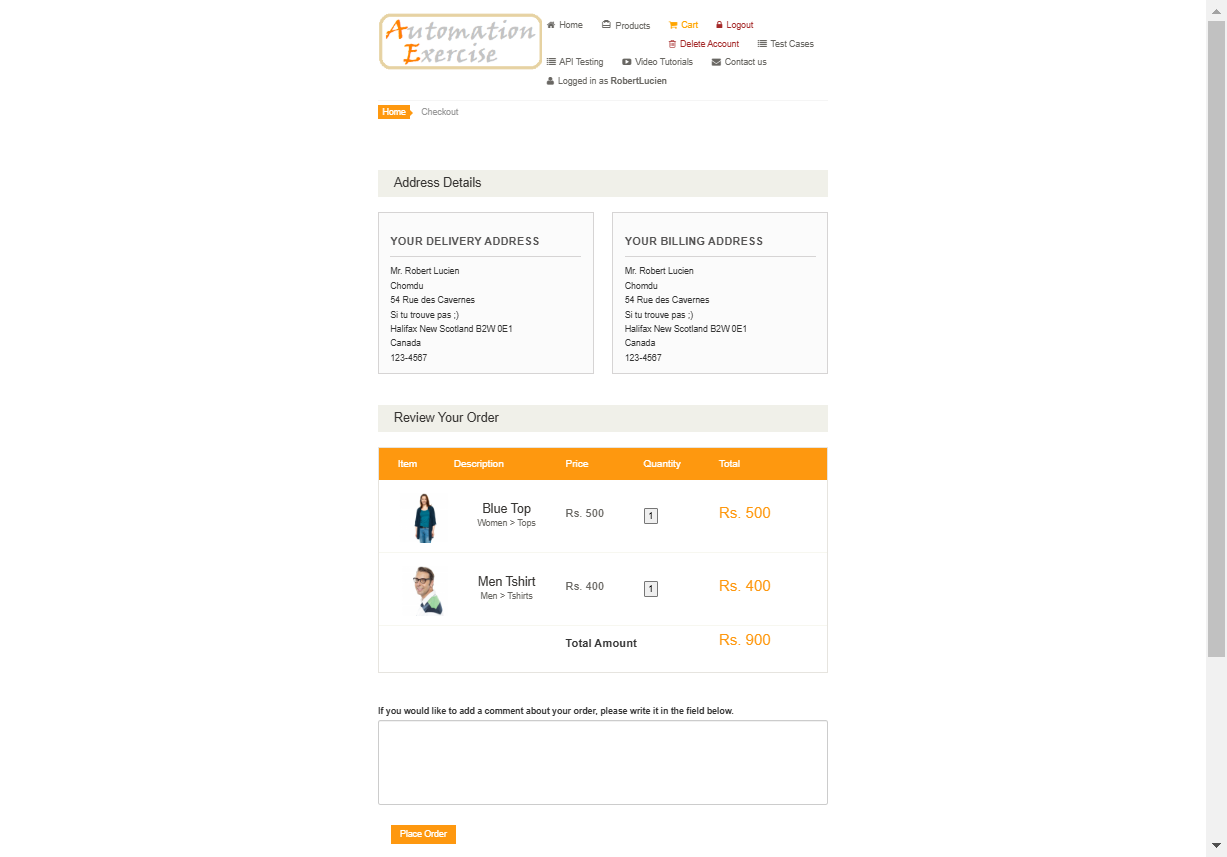 Automation
Exercise
Home Products Cart Logout
Delete Account Test Cases
API Testing Video Tutorials Contact us
Logged in as RobertLucien
Home Checkout
Address Details
YOUR DELIVERY ADDRESS
Mr. Robert Lucien
Chomdu
54 Rue des Cavernes
Si tu trouve pas ;)
Halifax New Scotland B2W 0E1
Canada
123-4567
YOUR BILLING ADDRESS
Mr. Robert Lucien
Chomdu
54 Rue des Cavernes
Si tu trouve pas ;)
Halifax New Scotland B2W 0E1
Canada
123-4567
Review Your Order
Item Description Price Quantity Total
Blue Top Rs. 500 1 Rs. 500
Women > Tops
Men Tshirt Rs. 400 1 Rs. 400
Men > Tshirts
Total Amount Rs. 900
If you would like to add a comment about your order, please write it in the field below.
Place Order